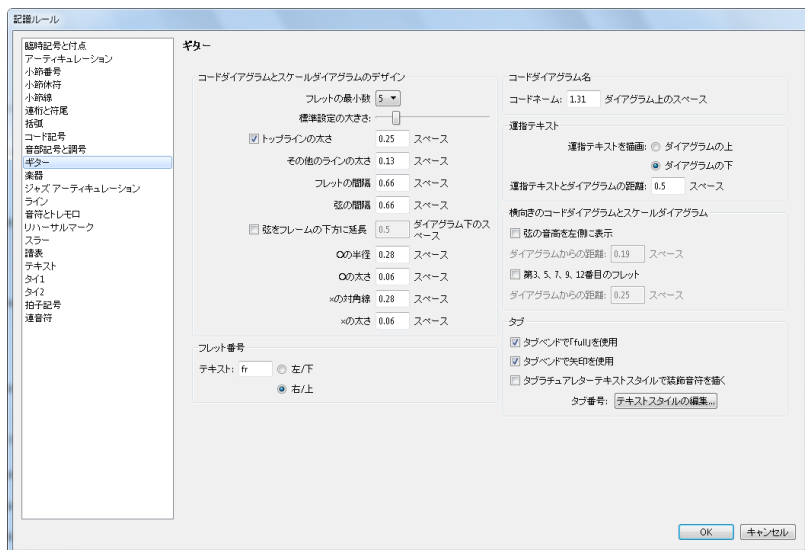 記譜ルール
臨時記号と付点
アーティキュレーション
小節番号
小節休符
小節線
連桁と符尾
括弧
コード記号
音部記号と調号
ギター
楽器
ジャズ アーティキュレーション
ライン
音符とトレモロ
リハーサルマーク
スラー
譜表
テキスト
タイ1
タイ2
拍子記号
連音符
ギター
コードダイアグラムとスケールダイアグラムのデザイン
フレットの最小数 5
標準設定の大きさ:
トップラインの太さ 0.25 スペース
その他のラインの太さ 0.13 スペース
フレットの間隔 0.66 スペース
弦の間隔 0.66 スペース
弦をフレームの下方に延長 0.5 ダイアグラム下のス
ペース
Oの半径 0.28 スペース
Oの太さ 0.06 スペース
×の対角線 0.28 スペース
×の太さ 0.06 スペース
フレット番号
テキスト: fr 左/下
右/上
コードダイアグラム名
コードネーム: 1.31 ダイアグラム上のスペース
運指テキスト
運指テキストを描画: ダイアグラムの上
ダイアグラムの下
運指テキストとダイアグラムの距離: 0.5 スペース
横向きのコードダイアグラムとスケールダイアグラム
弦の音高を左側に表示
ダイアグラムからの距離: 0.19 スペース
第3、5、7、9、12番目のフレット
ダイアグラムからの距離: 0.25 スペース
タブ
タブベンドで「full」を使用
タブベンドで矢印を使用
タブラチュアレターテキストスタイルで装飾音符を描く
タブ番号: テキストスタイルの編集...
OK キャンセル